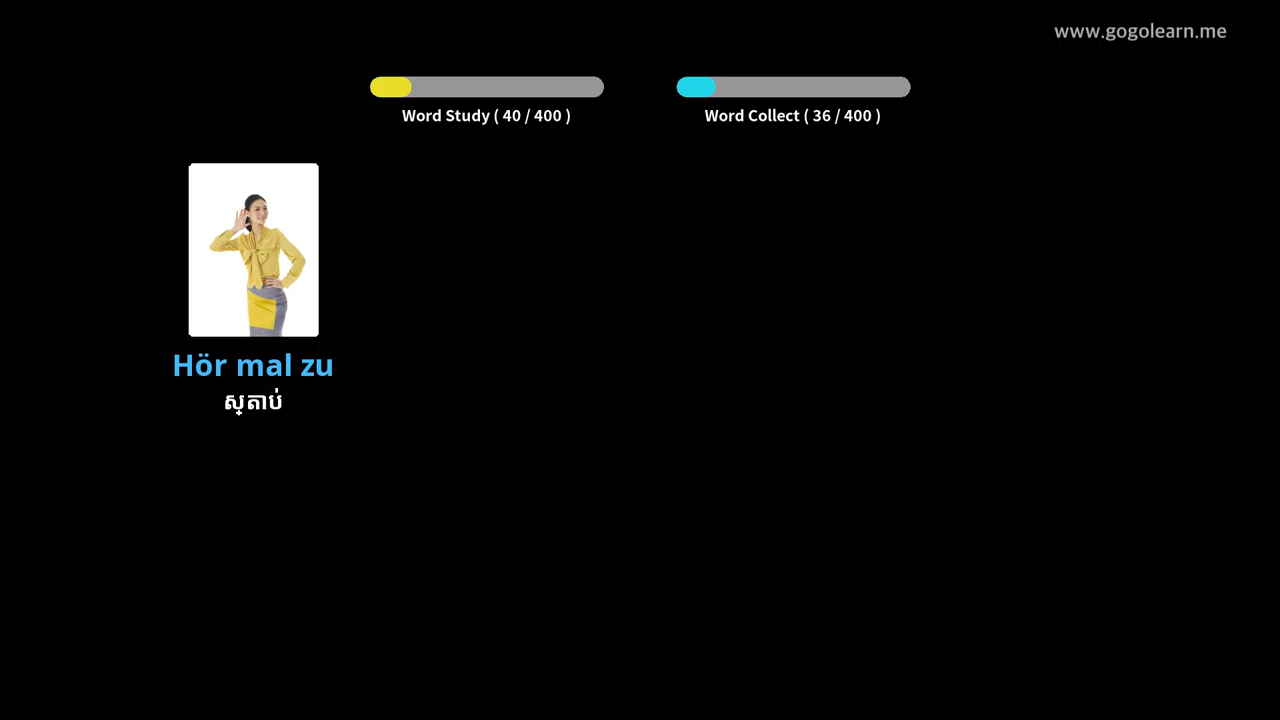 www.gogolearn.me
Word Study ( 40 / 400 )
Word Collect ( 36 / 400 )
Hör mal zu
ស្តាប់